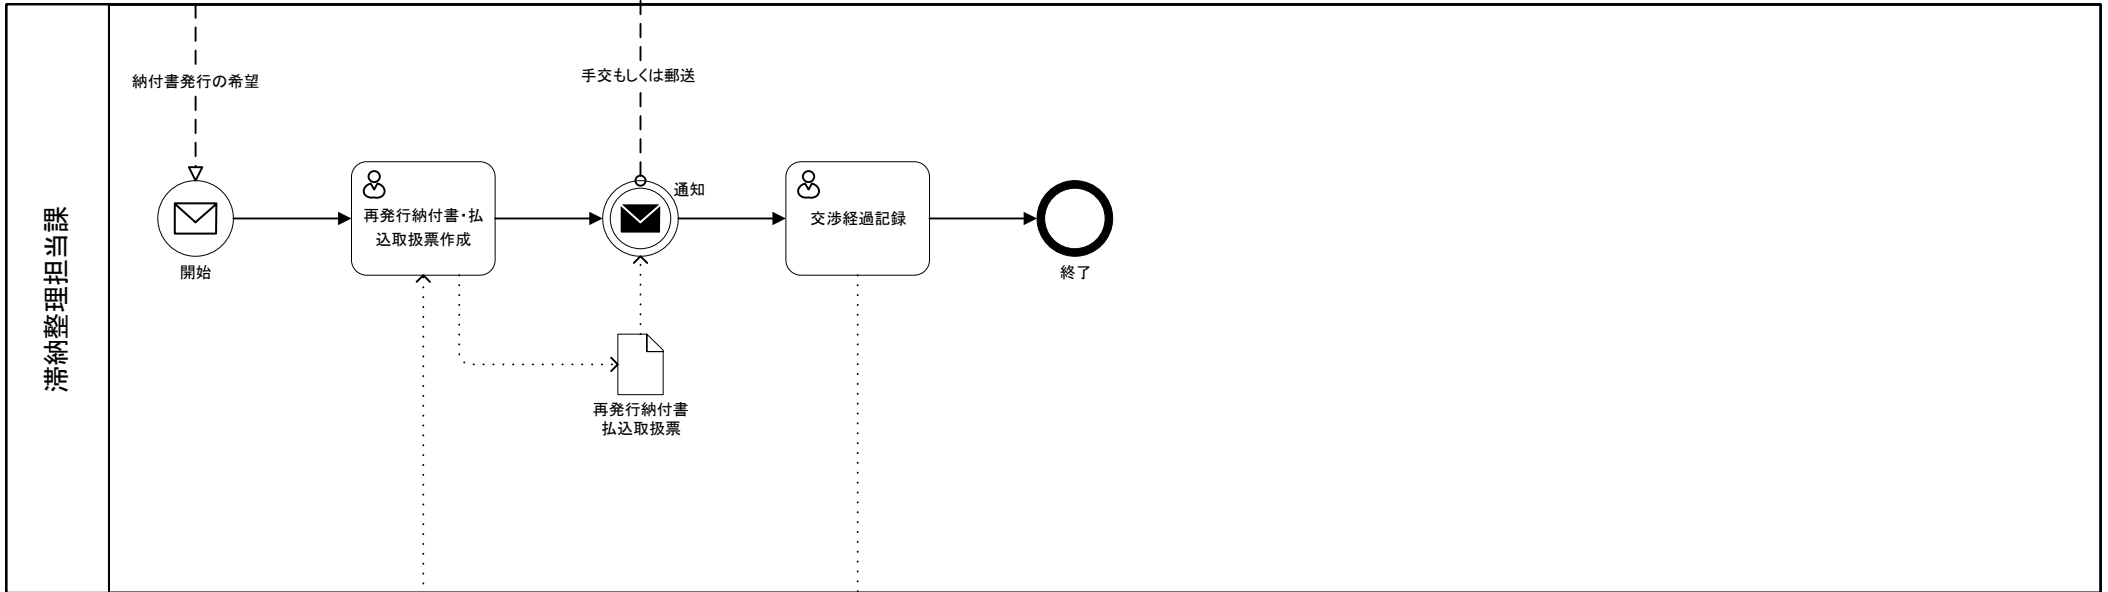 滞納整理担当課
納付書発行の希望
手交もしくは郵送
開始
再発行納付書・払
込取扱票作成
通知
交渉経過記録
終了
再発行納付書
払込取扱票